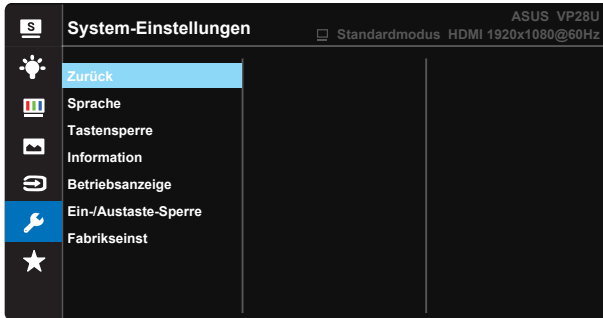 S
System-Einstellungen
ASUS VP28U
Standardmodus HDMI 1920x1080@60Hz
Zurück
Sprache
Tastensperre
Information
Betriebsanzeige
Ein-/Austaste-Sperre
Fabrikseinst